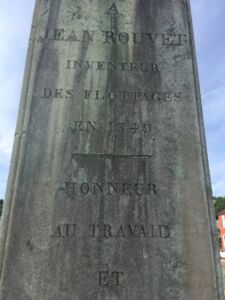 JEAN ROUVET
INVENTEUR
DES FLOTTAGES
EN 1549
HONNEUR
AU TRAVAIL
ET